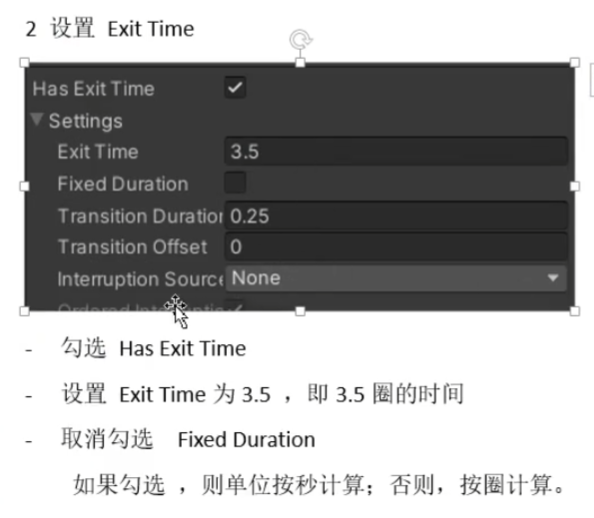 2 设置 Exit Time
Has Exit Time
Settings
Exit Time 3.5
Fixed Duration
Transition Duration 0.25
Transition Offset 0
Interruption Source None
- 勾选 Has Exit Time
- 设置 Exit Time 为 3.5 ，即 3.5 圈的时间
- 取消勾选 Fixed Duration
如果勾选 ，则单位按秒计算；否则，按圈计算。